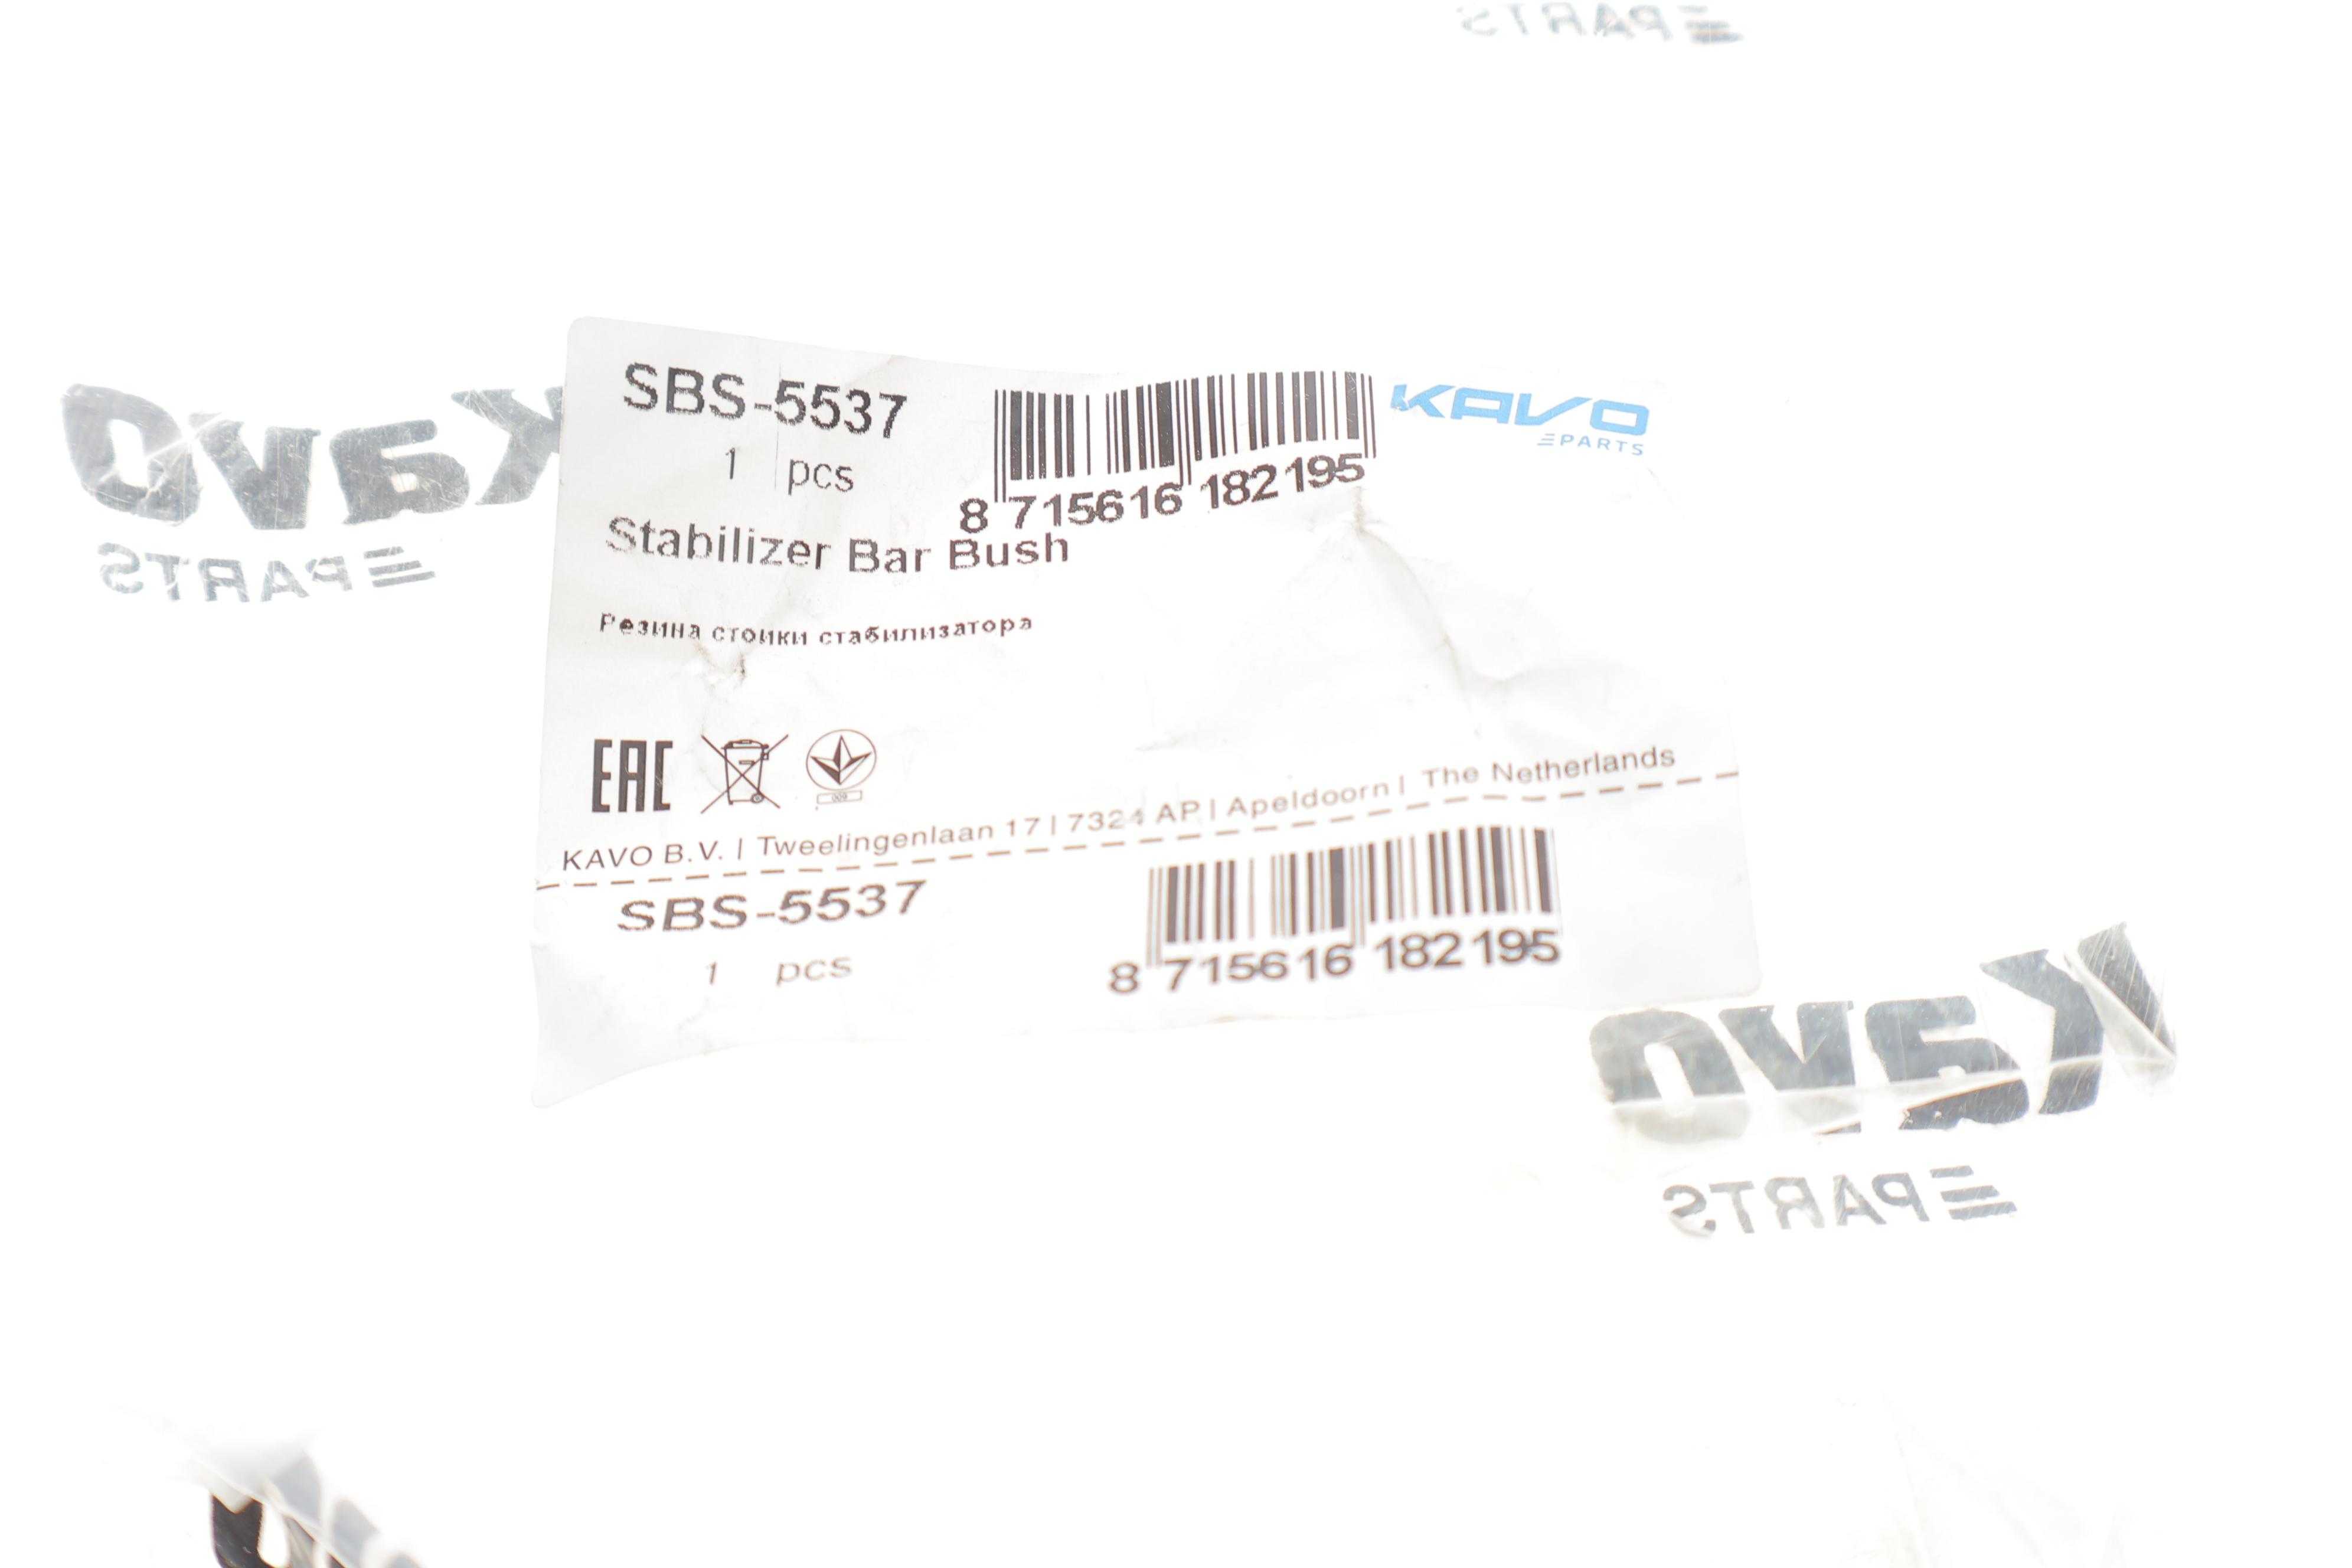 PARTS
SBS-5537
1 pcs
8 715616 182195
KAVO
PARTS
Kavo
PARTS
Stabilizer Bar Bush
Резина стойки стабилизатора
EAC
KAVO B.V. | Tweelingenlaan 17 | 7324 AP | Apeldoorn | The Netherlands
SBS-5537
1 pcs
8 715616 182195
Kavo
PARTS